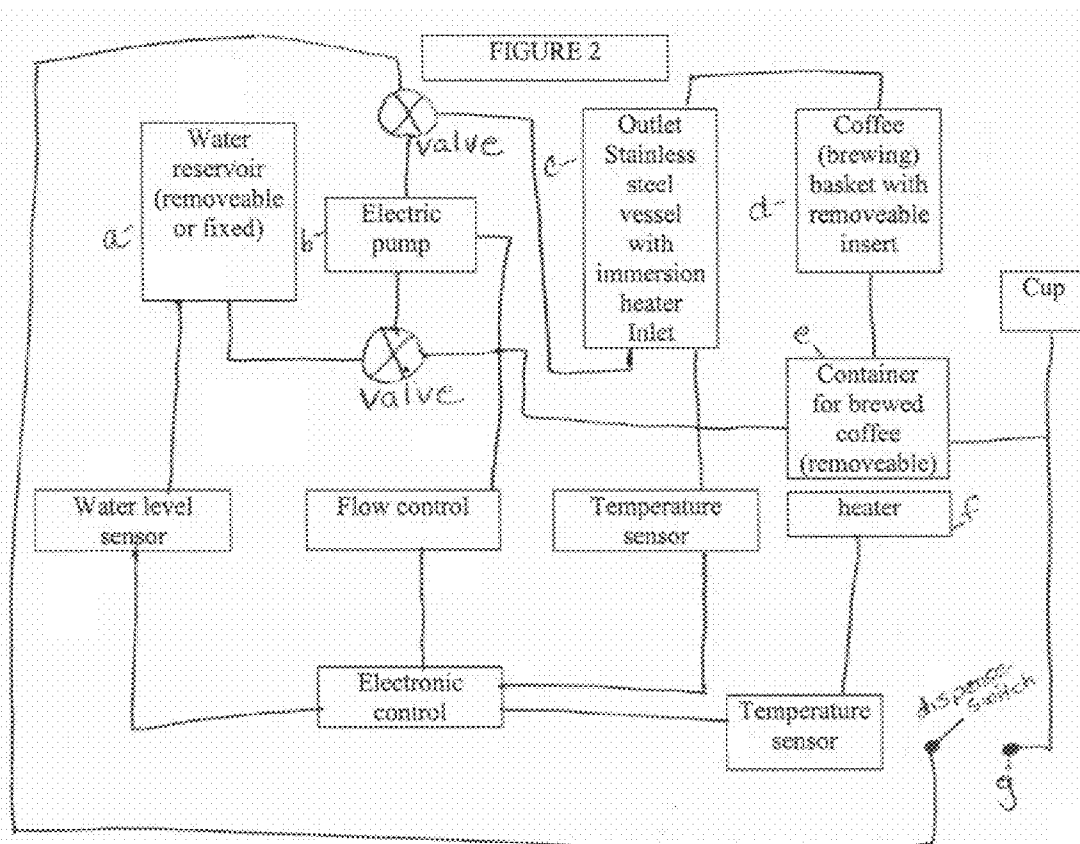 FIGURE 2
valve
Water
reservoir
(removeable
or fixed)
a
Electric
pump
b
valve
Outlet
Stainless
steel
vessel
with
immersion
heater
Inlet
c
Coffee
(brewing)
basket with
removeable
insert
d
Cup
e
Container
for brewed
coffee
(removeable)
heater
f
Water level
sensor
Flow control
Temperature
sensor
Electronic
control
Temperature
sensor
dispense
switch
g